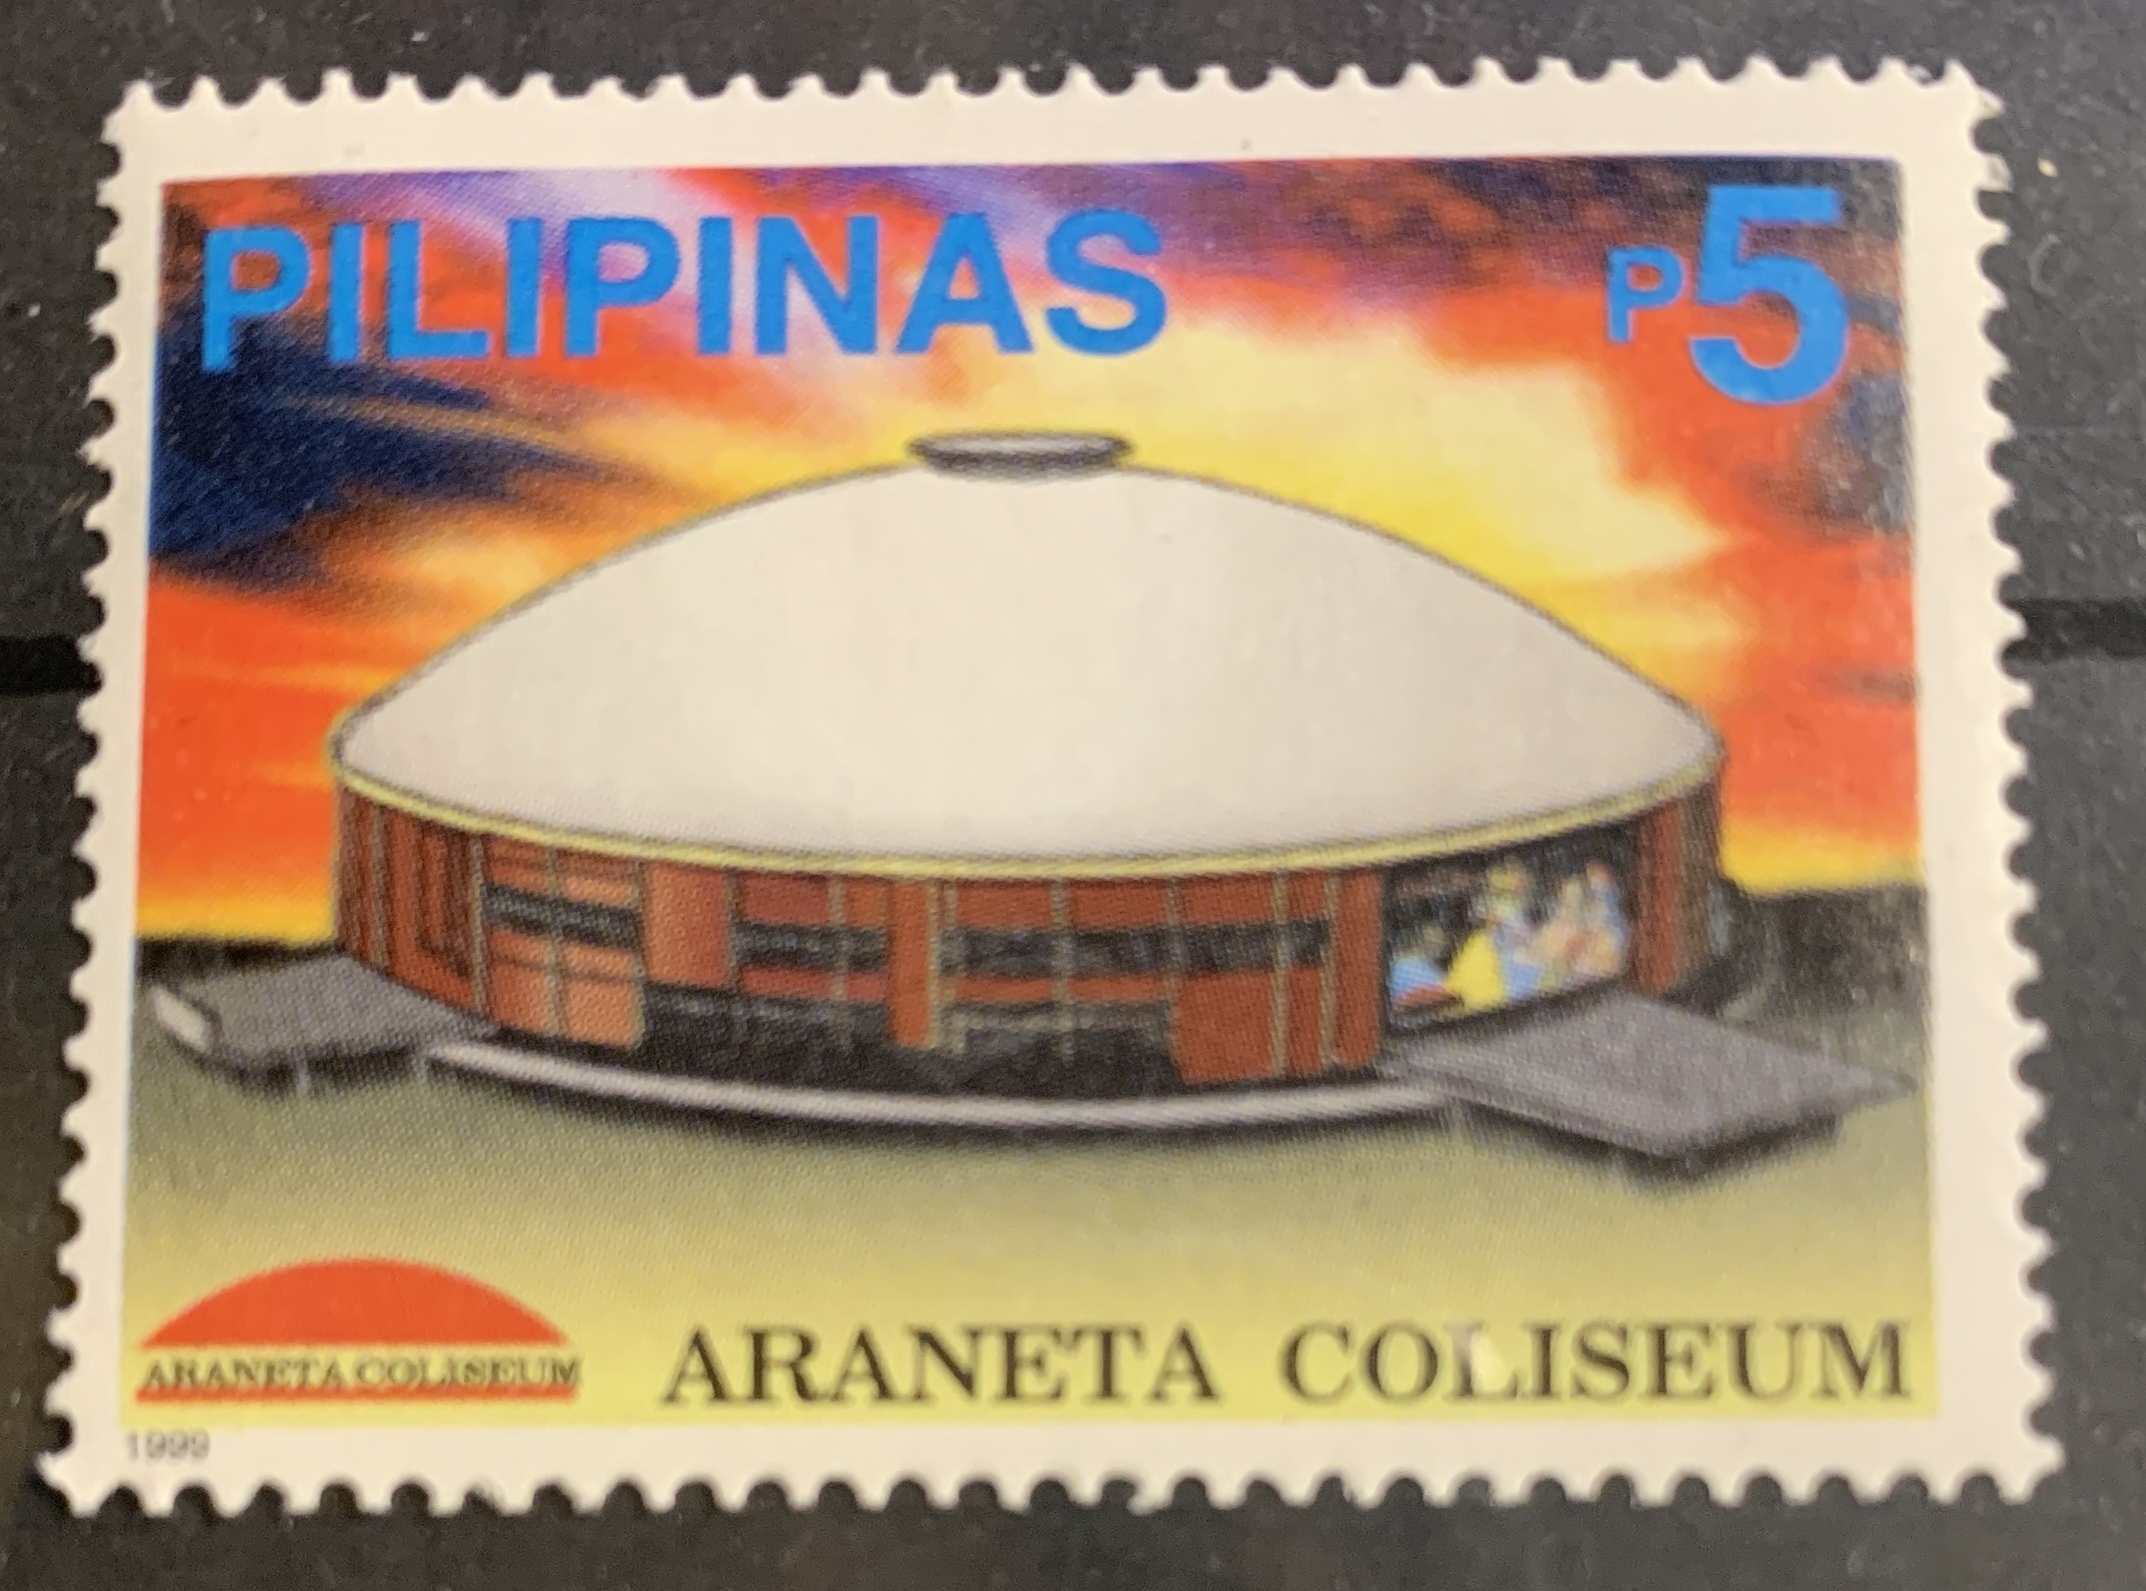 PILIPINAS P5
ARANETA COLISEUM
ARANETA COLISEUM
1999